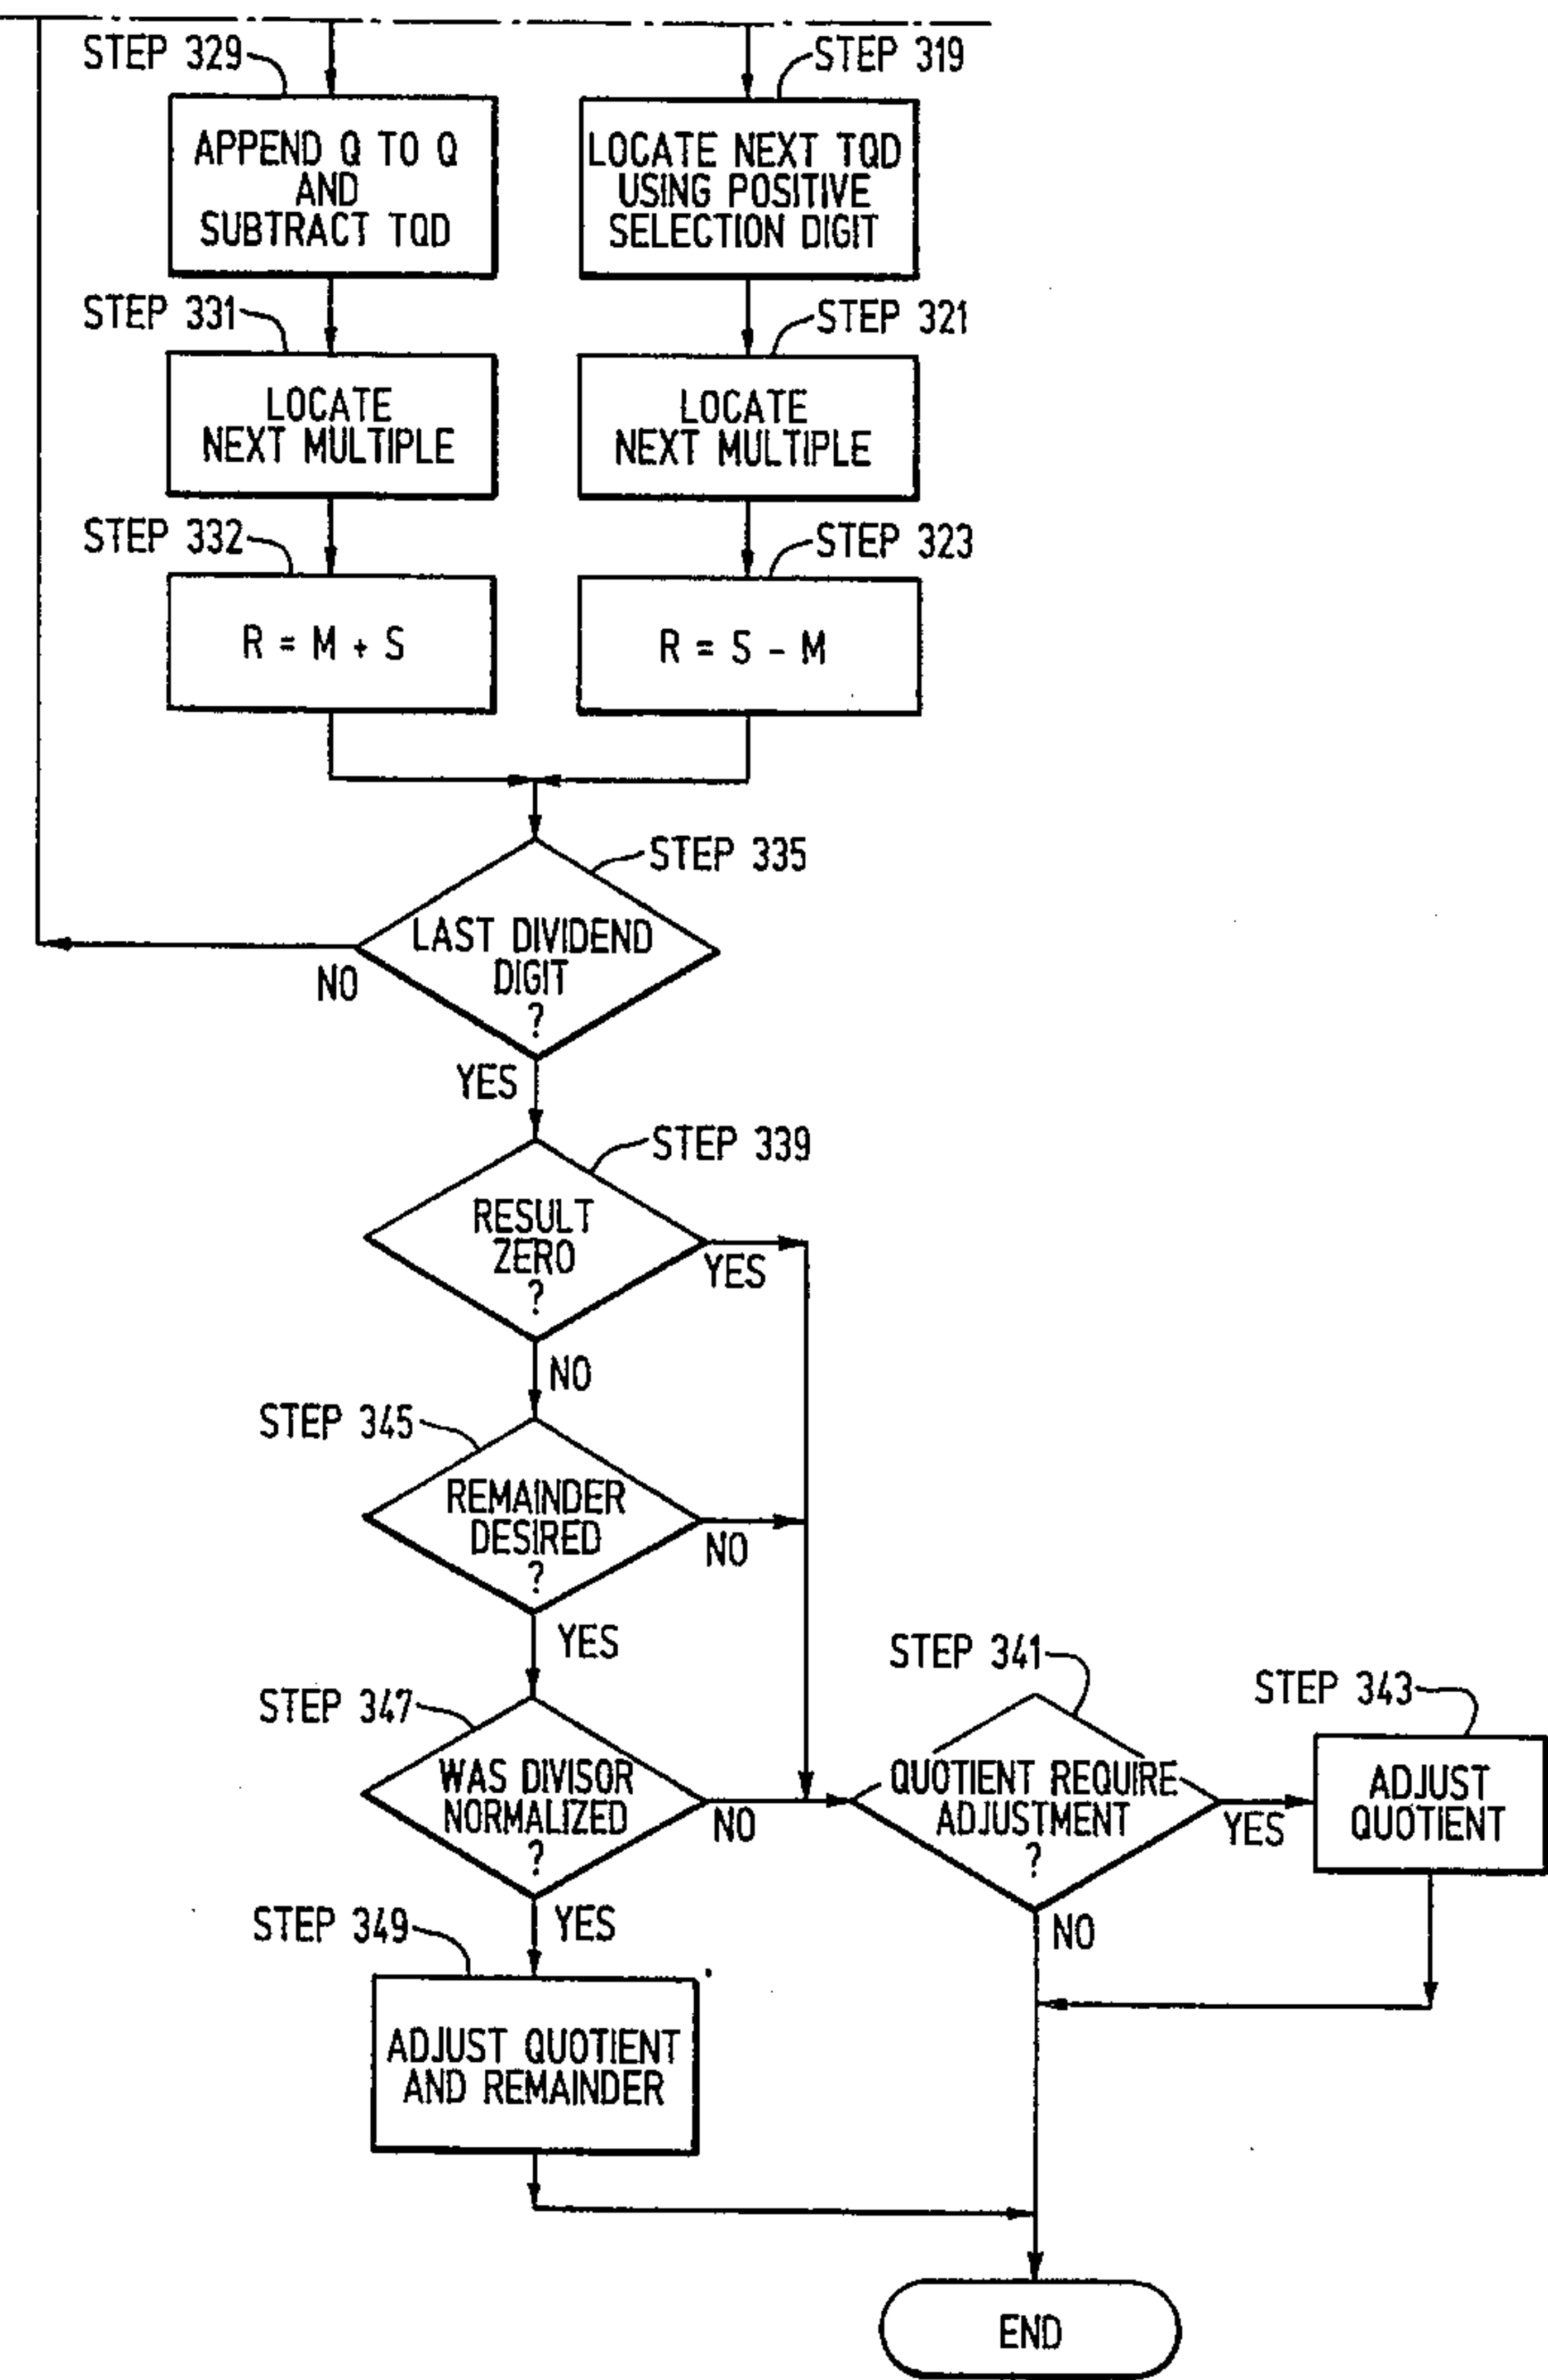 STEP 329
STEP 319
APPEND Q TO Q
AND
SUBTRACT TQD
LOCATE NEXT TQD
USING POSITIVE
SELECTION DIGIT
STEP 331
STEP 321
LOCATE
NEXT MULTIPLE
LOCATE
NEXT MULTIPLE
STEP 332
STEP 323
R = M + S
R = S - M
STEP 335
LAST DIVIDEND
DIGIT
?
NO
YES
STEP 339
RESULT
ZERO
?
YES
NO
STEP 345
REMAINDER
DESIRED
?
NO
YES
STEP 347
WAS DIVISOR
NORMALIZED
?
NO
YES
STEP 341
QUOTIENT REQUIRE
ADJUSTMENT
?
YES
NO
STEP 343
ADJUST
QUOTIENT
STEP 349
ADJUST QUOTIENT
AND REMAINDER
END